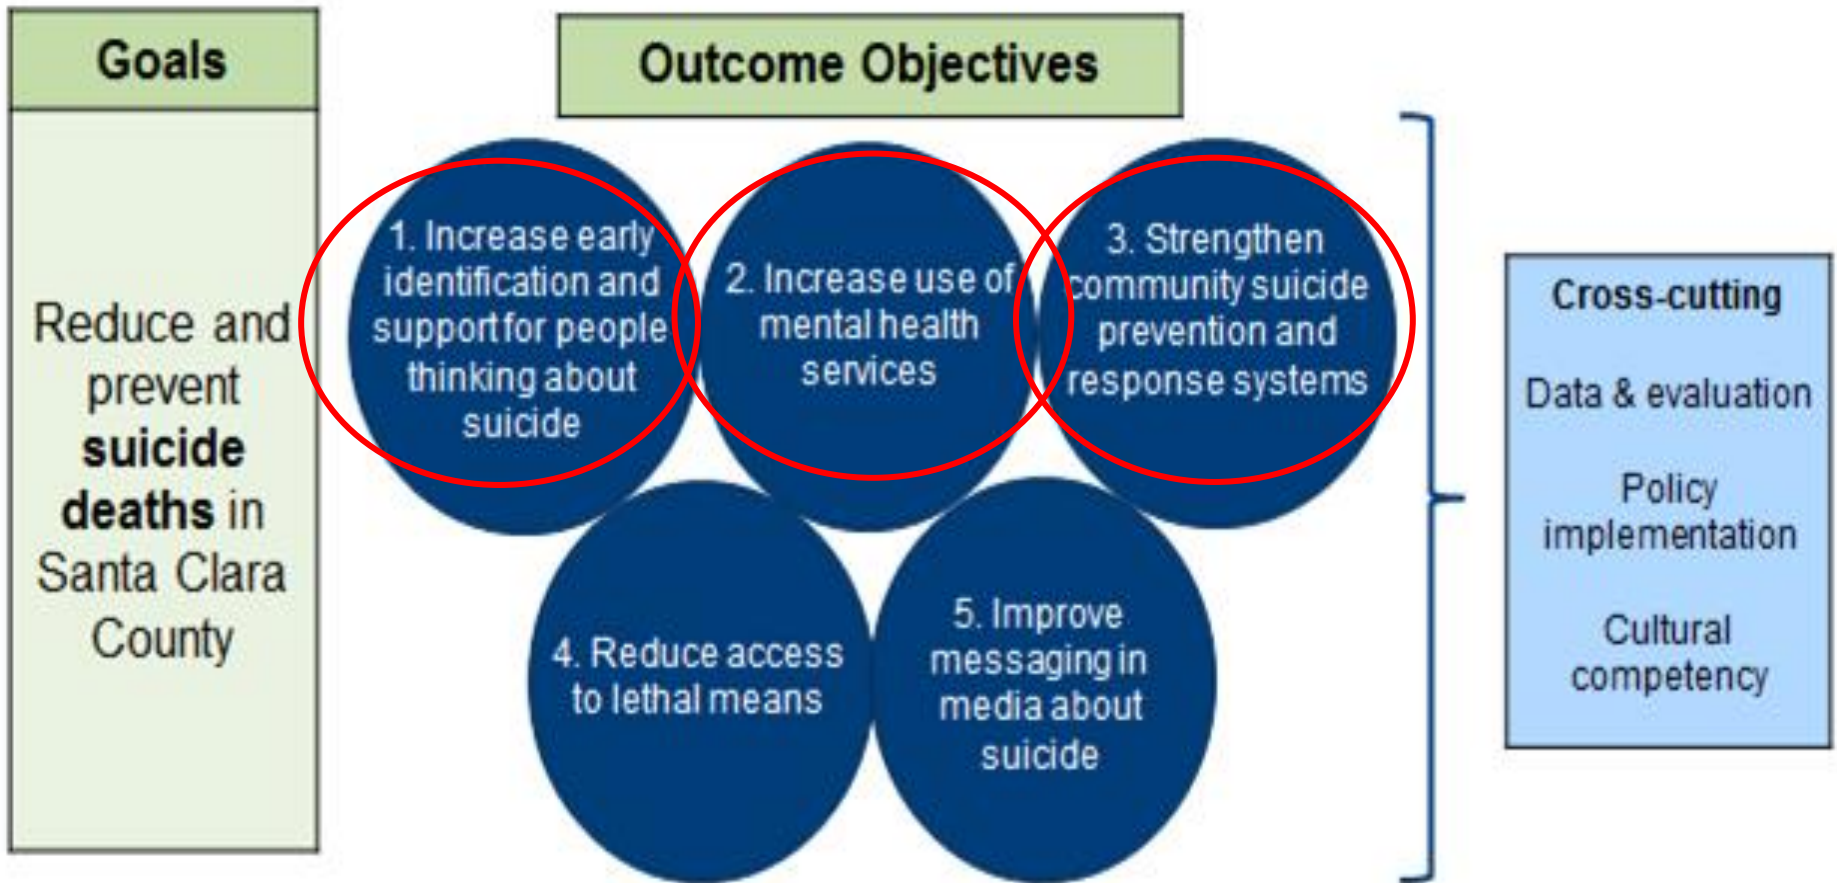 Goals
Reduce and
prevent
suicide
deaths in
Santa Clara
County
Outcome Objectives
1. Increase early
identification and
support for people
thinking about
suicide
2. Increase use of
mental health
services
3. Strengthen
community suicide
prevention and
response systems
4. Reduce access
to lethal means
5. Improve
messaging in
media about
suicide
Cross-cutting
Data & evaluation
Policy
implementation
Cultural
competency